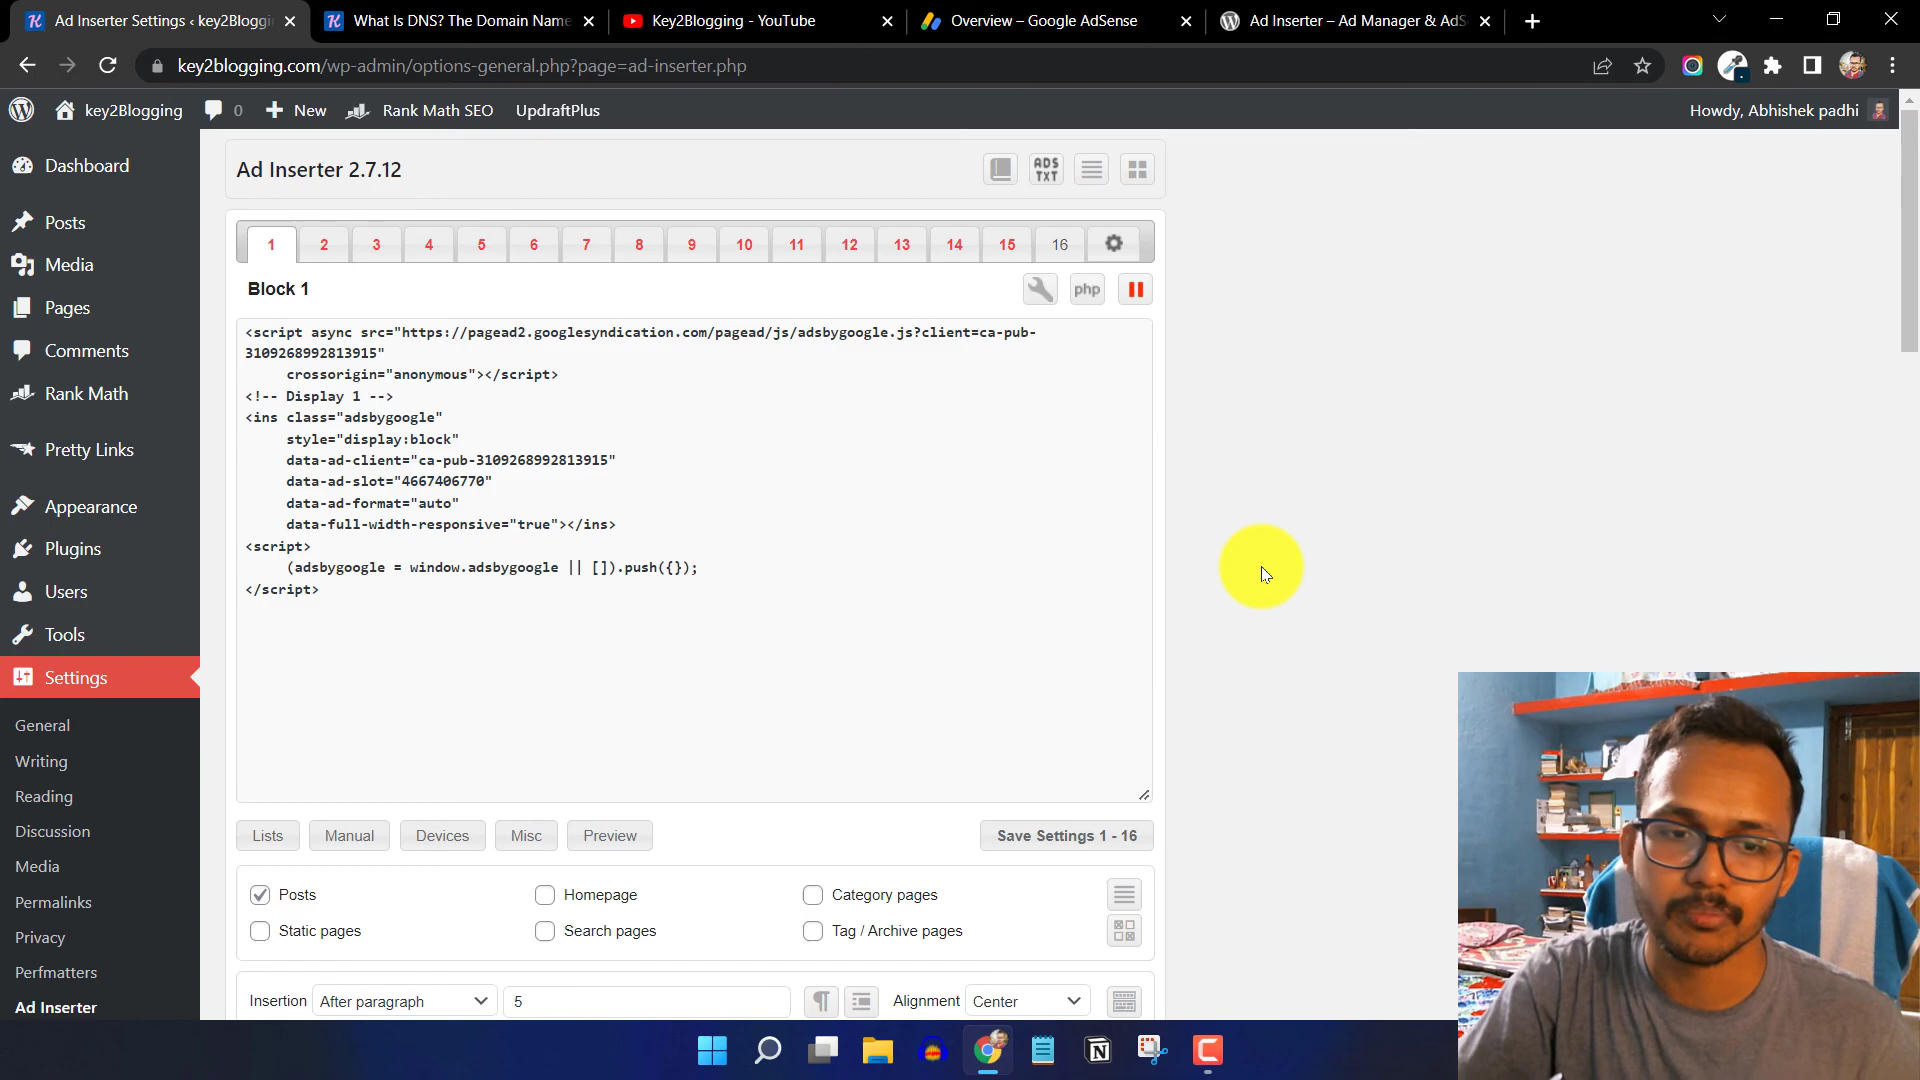 Ad Inserter Settings ‹ key2Blogging
What Is DNS? The Domain Name
Key2Blogging - YouTube
Overview – Google AdSense
Ad Inserter – Ad Manager & AdS
key2blogging.com/wp-admin/options-general.php?page=ad-inserter.php
key2Blogging
0
New
Rank Math SEO
UpdraftPlus
Howdy, Abhishek padhi
Dashboard
Posts
Media
Pages
Comments
Rank Math
Pretty Links
Appearance
Plugins
Users
Tools
Settings
General
Writing
Reading
Discussion
Media
Permalinks
Privacy
Perfmatters
Ad Inserter
Ad Inserter 2.7.12
ADS
TXT
1 2 3 4 5 6 7 8 9 10 11 12 13 14 15 16
Block 1
php
<script async src="https://pagead2.googlesyndication.com/pagead/js/adsbygoogle.js?client=ca-pub-
3109268992813915"
crossorigin="anonymous"></script>
<!-- Display 1 -->
<ins class="adsbygoogle"
style="display:block"
data-ad-client="ca-pub-3109268992813915"
data-ad-slot="4667406770"
data-ad-format="auto"
data-full-width-responsive="true"></ins>
<script>
(adsbygoogle = window.adsbygoogle || []).push({});
</script>
Lists
Manual
Devices
Misc
Preview
Save Settings 1 - 16
Posts
Homepage
Category pages
Static pages
Search pages
Tag / Archive pages
Insertion
After paragraph
5
Alignment
Center